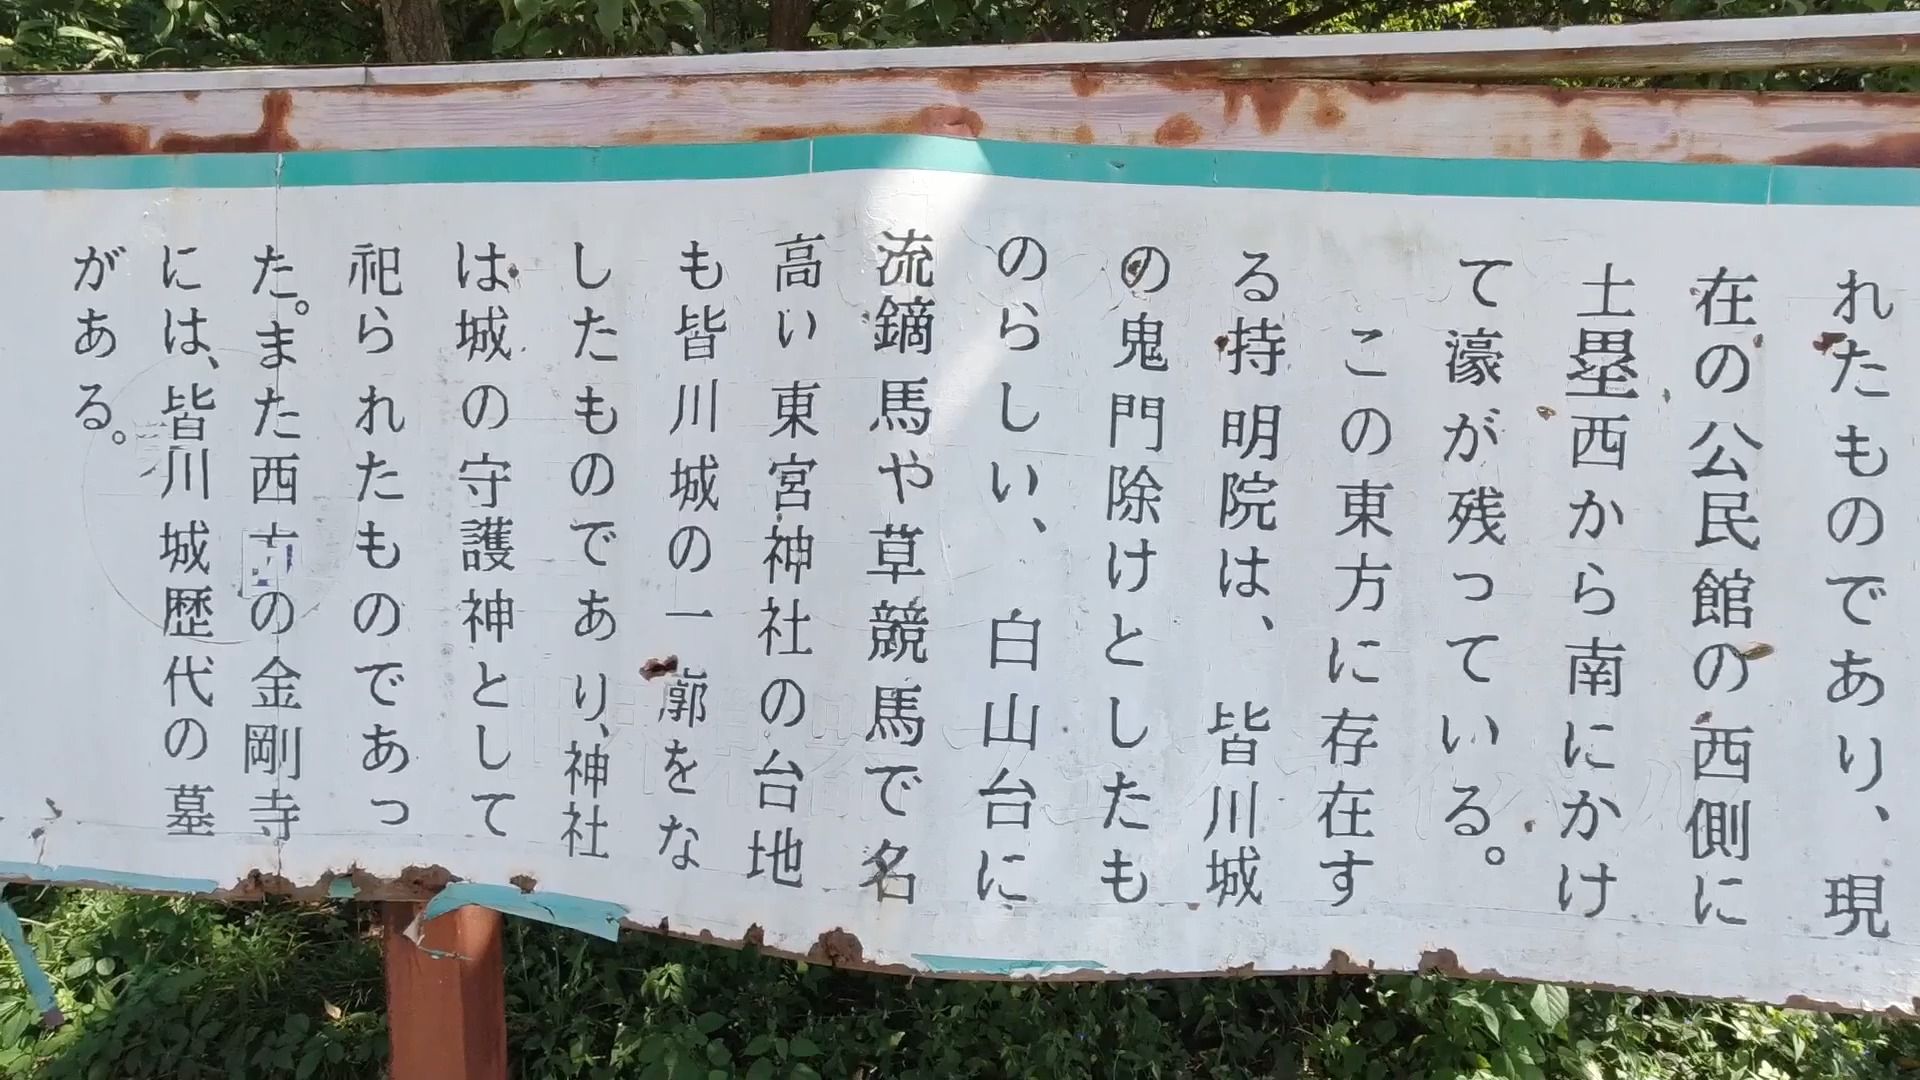 れたものであり、現
在の公民館の西側に
土塁西から南にかけ
て濠が残っている。
この東方に存在す
る持明院は、皆川城
の鬼門除けとしたも
のらしい、白山台に
流鏑馬や草競馬で名
高い東宮神社の台地
も皆川城の一廓をな
したものであり、神社
は城の守護神として
祀られたものであっ
た。また西の金剛寺
には、皆川城歴代の墓
がある。